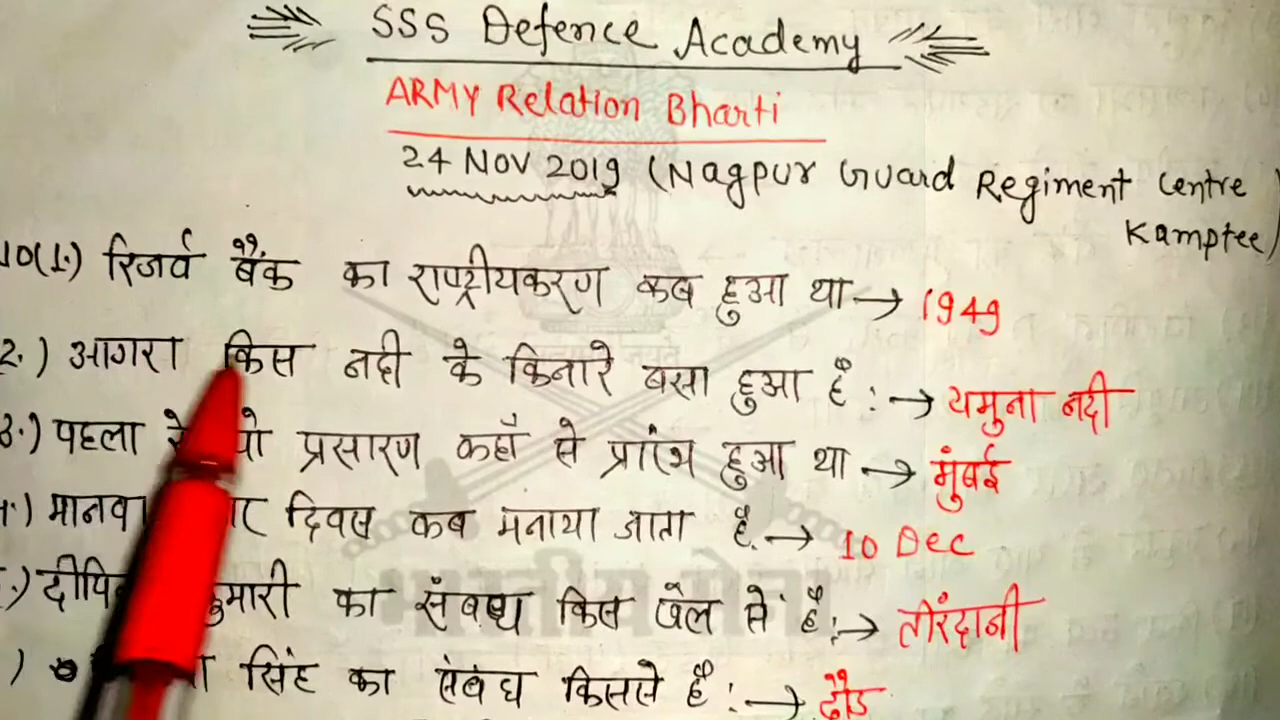 SSS Defence Academy
ARMY Relation Bharti
24 NOV 2019 (Nagpur Guard Regiment Centre
Kamptee)
(1.) रिजर्व बैंक का राष्ट्रीयकरण कब हुआ था → 1949
2.) आगरा किस नदी के किनारे बसा हुआ है :→ यमुना नदी
3.) पहला प्रसारण कहाँ से प्रारंभ हुआ था → मुंबई
दिवस कब मनाया जाता है. → 10 Dec
का संबंध किस खेल से है :→ तीरंदाजी
सिंह का संबंध किससे है :→ दौड